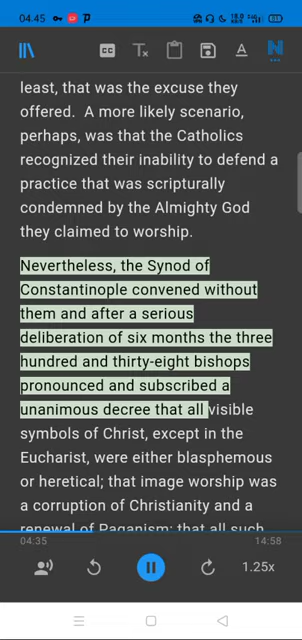 04.45
CC
least, that was the excuse they
offered.  A more likely scenario,
perhaps, was that the Catholics
recognized their inability to defend a
practice that was scripturally
condemned by the Almighty God
they claimed to worship.
Nevertheless, the Synod of
Constantinople convened without
them and after a serious
deliberation of six months the three
hundred and thirty-eight bishops
pronounced and subscribed a
unanimous decree that all visible
symbols of Christ, except in the
Eucharist, were either blasphemous
or heretical; that image worship was
a corruption of Christianity and a
renewal of Paganism; that all such
04:35
14:58
1.25x